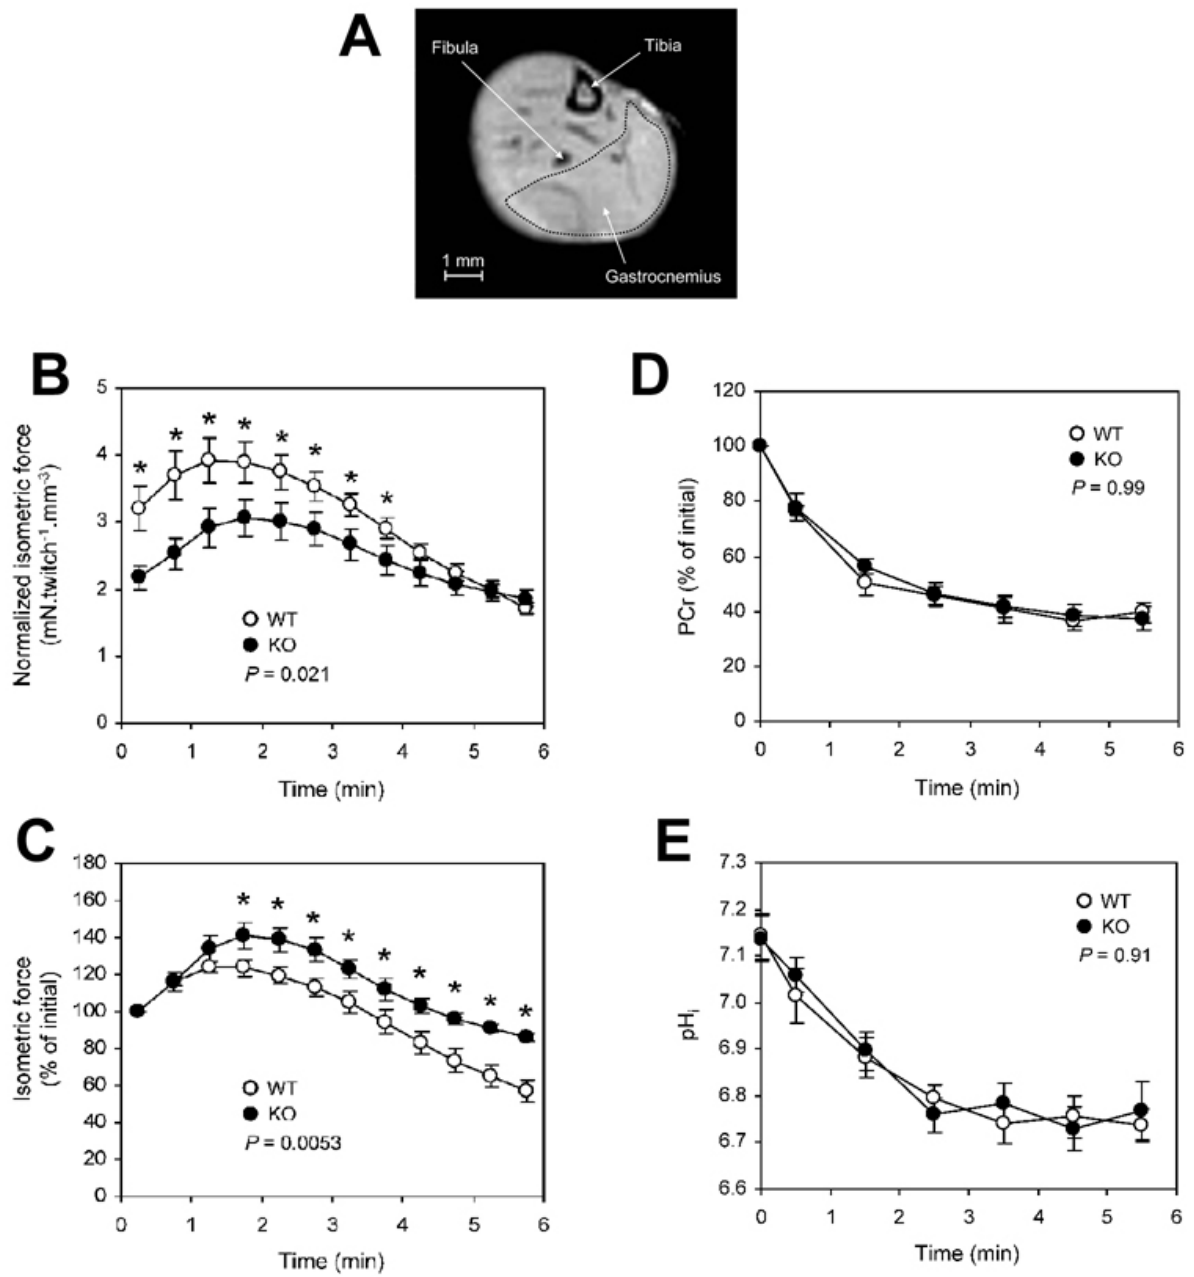 A
Fibula
Tibia
1 mm
Gastrocnemius
B
Normalized isometric force
(mN.twitch⁻¹.mm⁻³)
5
4
3
2
1
0
* * * * * * * *
WT
KO
P = 0.021
0 1 2 3 4 5 6
Time (min)
D
PCr (% of initial)
120
100
80
60
40
20
0
WT
KO
P = 0.99
0 1 2 3 4 5 6
Time (min)
C
Isometric force
(% of initial)
180
160
140
120
100
80
60
40
20
0
* * * * * * * * *
WT
KO
P = 0.0053
0 1 2 3 4 5 6
Time (min)
E
pHᵢ
7.3
7.2
7.1
7.0
6.9
6.8
6.7
6.6
WT
KO
P = 0.91
0 1 2 3 4 5 6
Time (min)